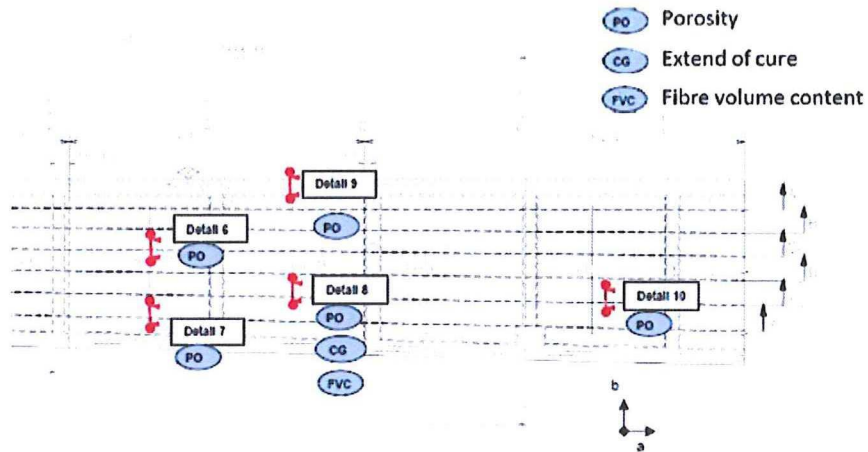 PO Porosity
CG Extend of cure
FVC Fibre volume content
Detail 9
PO
Detail 6
PO
Detail 8
PO
CG
FVC
Detail 7
PO
Detail 10
PO
b
a